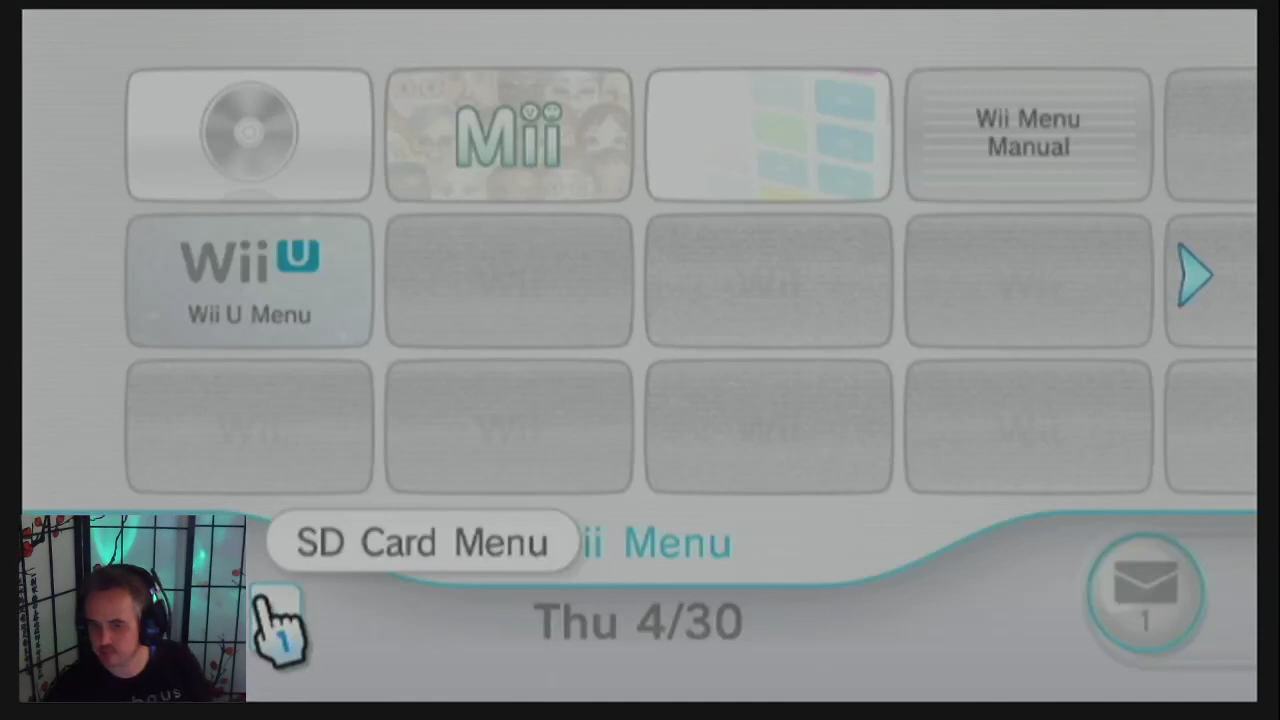 Mii
Wii Menu
Manual
Wii U
Wii U Menu
SD Card Menu
ii Menu
Thu 4/30
1
1